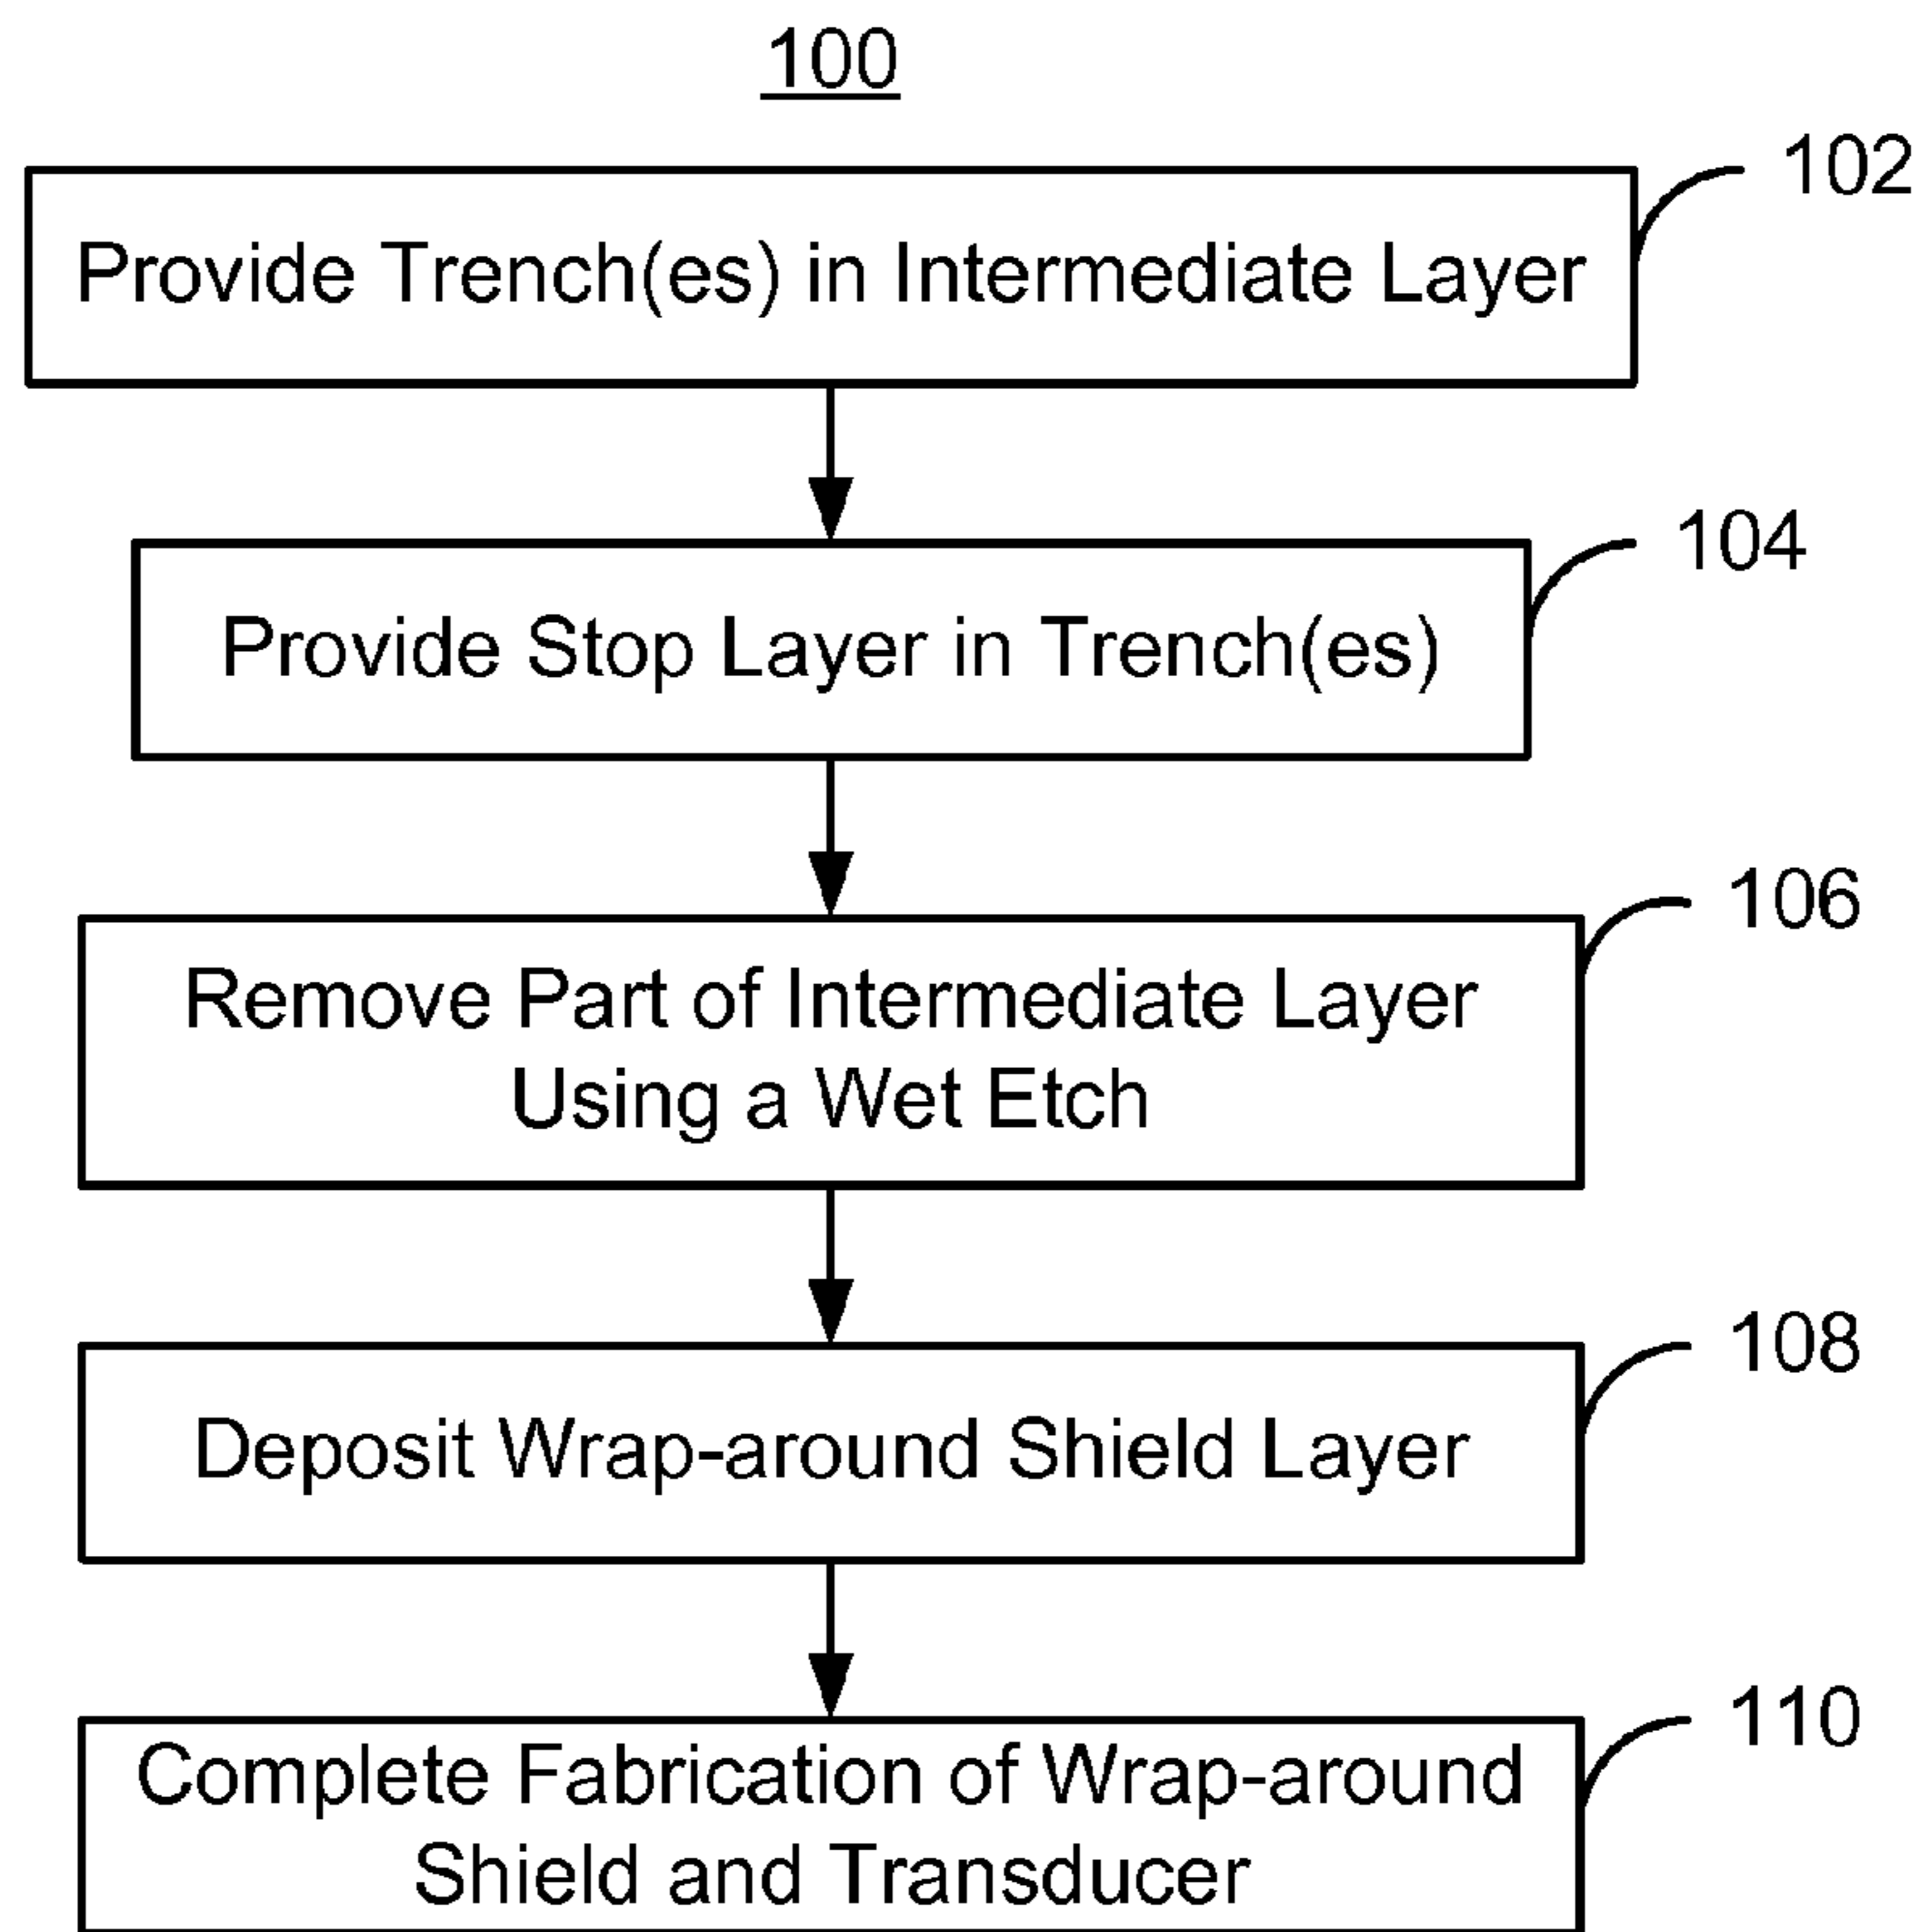 100
102
Provide Trench(es) in Intermediate Layer
104
Provide Stop Layer in Trench(es)
106
Remove Part of Intermediate Layer
Using a Wet Etch
108
Deposit Wrap-around Shield Layer
110
Complete Fabrication of Wrap-around
Shield and Transducer